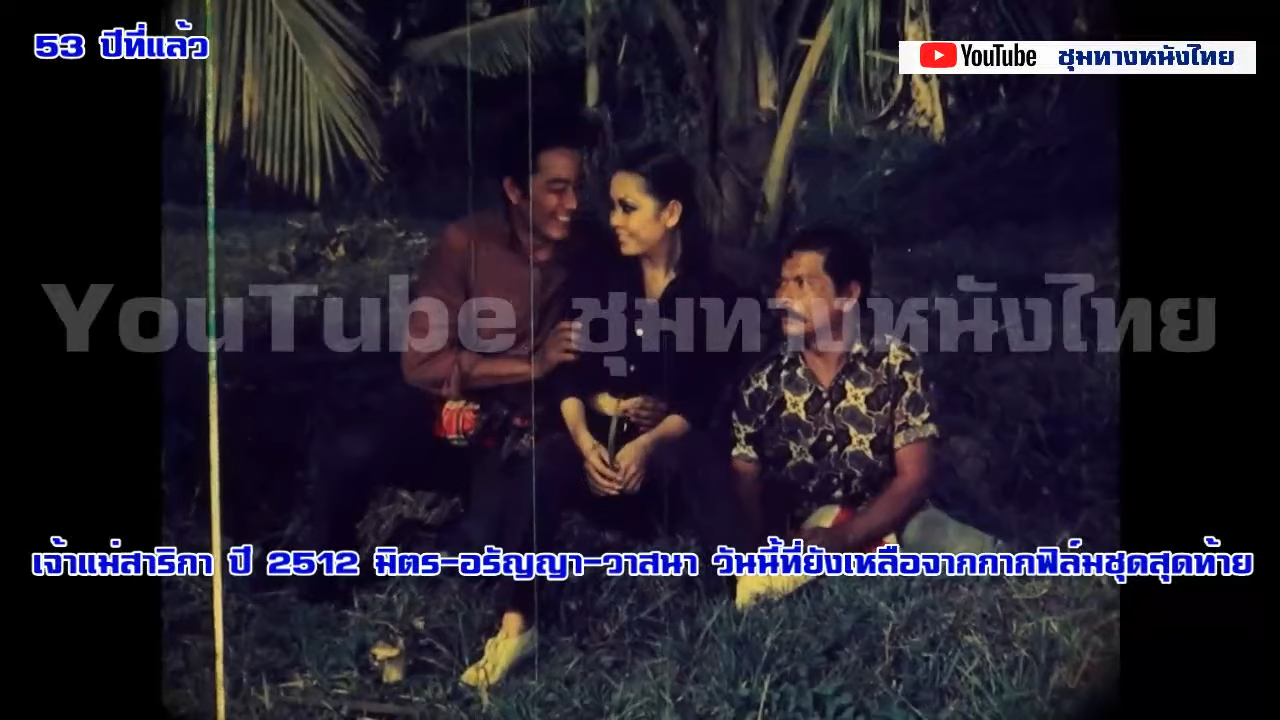 53 ปีที่แล้ว
YouTube ชุมทางหนังไทย
YouTube ชุมทางหนังไทย
เจ้าแม่สาริกา ปี 2512 มิตร-อรัญญา-วาสนา วันนี้ที่ยังเหลือจากกากฟิล์มชุดสุดท้าย